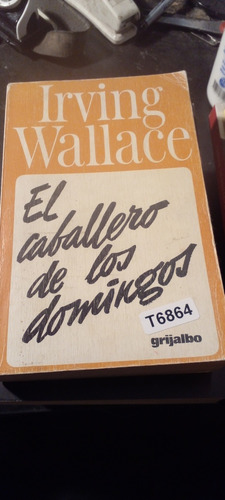 Irving
Wallace
El
caballero
de los
domingos
T6864
grijalbo